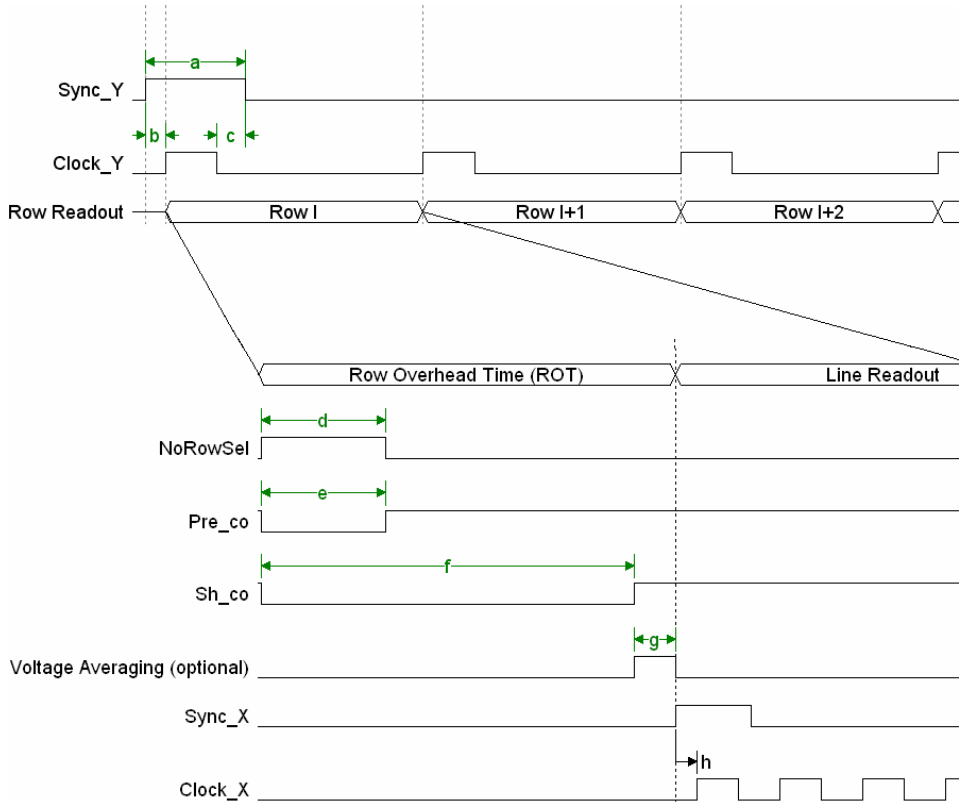 a
Sync_Y
b
c
Clock_Y
Row Readout
Row I
Row I+1
Row I+2
Row Overhead Time (ROT)
Line Readout
d
NoRowSel
e
Pre_co
f
Sh_co
g
Voltage Averaging (optional)
Sync_X
h
Clock_X